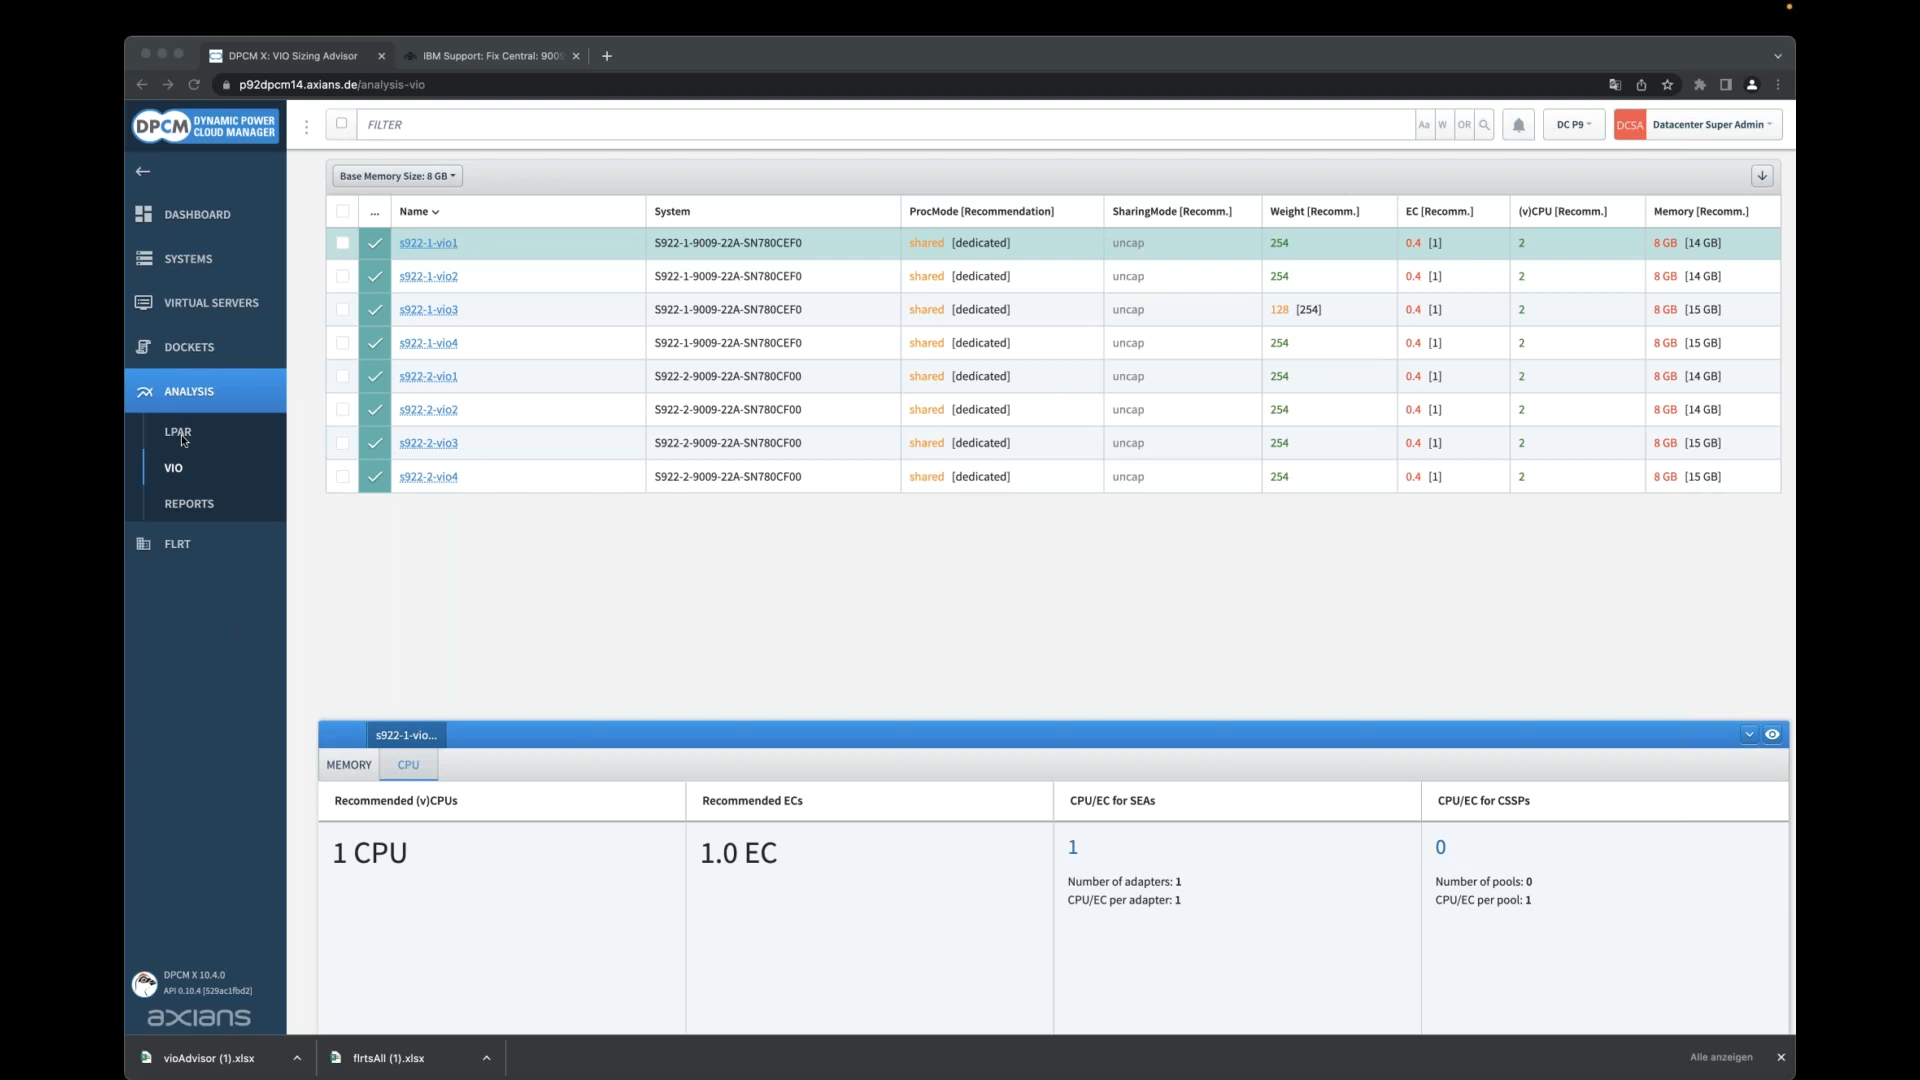 DPCM X: VIO Sizing Advisor
IBM Support: Fix Central: 9009
p92dpcm14.axians.de/analysis-vio
DPCM DYNAMIC POWER CLOUD MANAGER
FILTER
Aa W OR
DC P9
DCSA Datacenter Super Admin
DASHBOARD
SYSTEMS
VIRTUAL SERVERS
DOCKETS
ANALYSIS
LPAR
VIO
REPORTS
FLRT
Base Memory Size: 8 GB
... Name System ProcMode [Recommendation] SharingMode [Recomm.] Weight [Recomm.] EC [Recomm.] (v)CPU [Recomm.] Memory [Recomm.]
s922-1-vio1 S922-1-9009-22A-SN780CEF0 shared [dedicated] uncap 254 0.4 [1] 2 8 GB [14 GB]
s922-1-vio2 S922-1-9009-22A-SN780CEF0 shared [dedicated] uncap 254 0.4 [1] 2 8 GB [14 GB]
s922-1-vio3 S922-1-9009-22A-SN780CEF0 shared [dedicated] uncap 128 [254] 0.4 [1] 2 8 GB [15 GB]
s922-1-vio4 S922-1-9009-22A-SN780CEF0 shared [dedicated] uncap 254 0.4 [1] 2 8 GB [15 GB]
s922-2-vio1 S922-2-9009-22A-SN780CF00 shared [dedicated] uncap 254 0.4 [1] 2 8 GB [14 GB]
s922-2-vio2 S922-2-9009-22A-SN780CF00 shared [dedicated] uncap 254 0.4 [1] 2 8 GB [14 GB]
s922-2-vio3 S922-2-9009-22A-SN780CF00 shared [dedicated] uncap 254 0.4 [1] 2 8 GB [15 GB]
s922-2-vio4 S922-2-9009-22A-SN780CF00 shared [dedicated] uncap 254 0.4 [1] 2 8 GB [15 GB]
s922-1-vio...
MEMORY CPU
Recommended (v)CPUs Recommended ECs CPU/EC for SEAs CPU/EC for CSSPs
1 CPU 1.0 EC 1 0
Number of adapters: 1 Number of pools: 0
CPU/EC per adapter: 1 CPU/EC per pool: 1
DPCM X 10.4.0
API 0.10.4 [529ac1fbd2]
axians
vioAdvisor (1).xlsx
flrtsAll (1).xlsx
Alle anzeigen